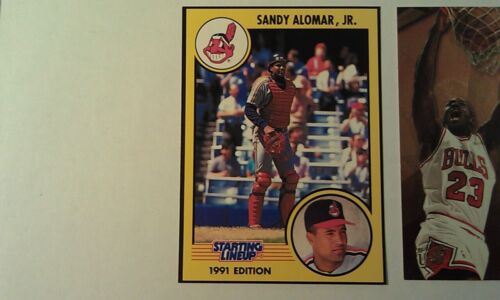 SANDY ALOMAR, JR.
STARTING
LINEUP
1991 EDITION
BULLS
23